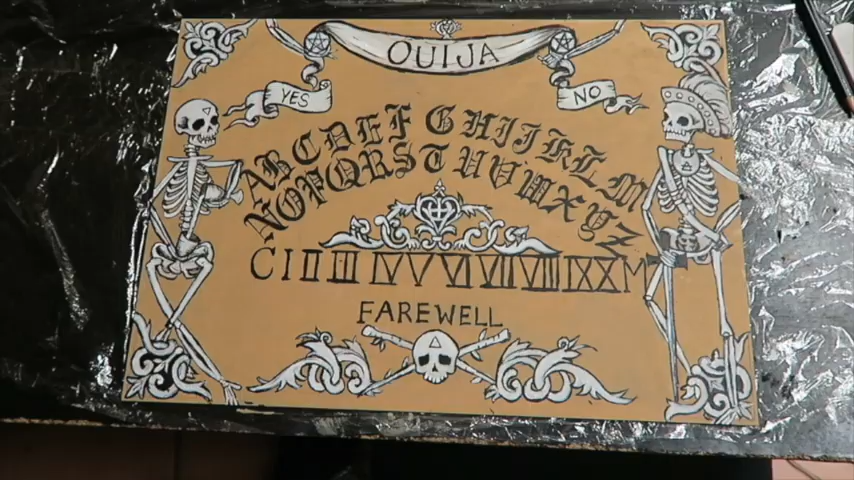 OUIJA
YES NO
ABCDEFGHIJKLM
NOPQRSTUVWXYZ
C I II III IV V VI VII VIII IX X M
FAREWELL